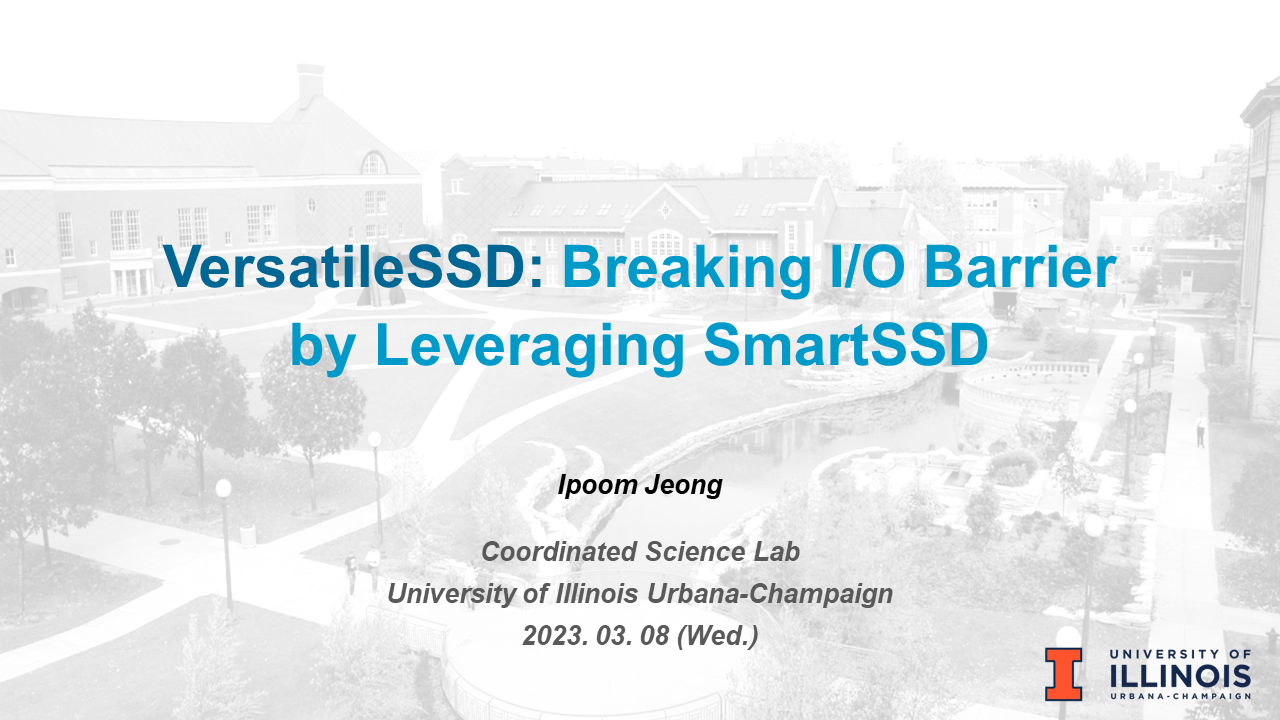 VersatileSSD: Breaking I/O Barrier
by Leveraging SmartSSD
Ipoom Jeong
Coordinated Science Lab
University of Illinois Urbana-Champaign
2023. 03. 08 (Wed.)
UNIVERSITY OF
ILLINOIS
URBANA-CHAMPAIGN